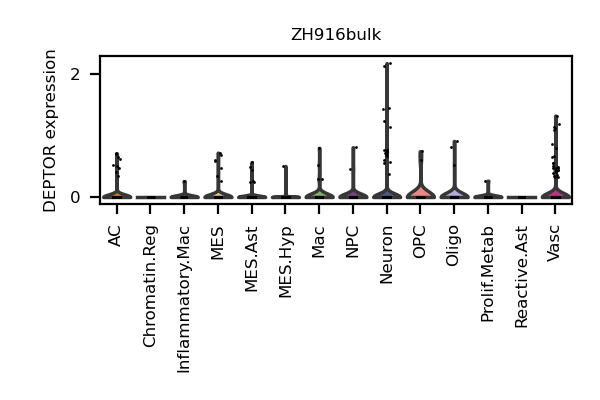 ZH916bulk
DEPTOR expression
2
0
AC
Chromatin.Reg
Inflammatory.Mac
MES
MES.Ast
MES.Hyp
Mac
NPC
Neuron
OPC
Oligo
Prolif.Metab
Reactive.Ast
Vasc